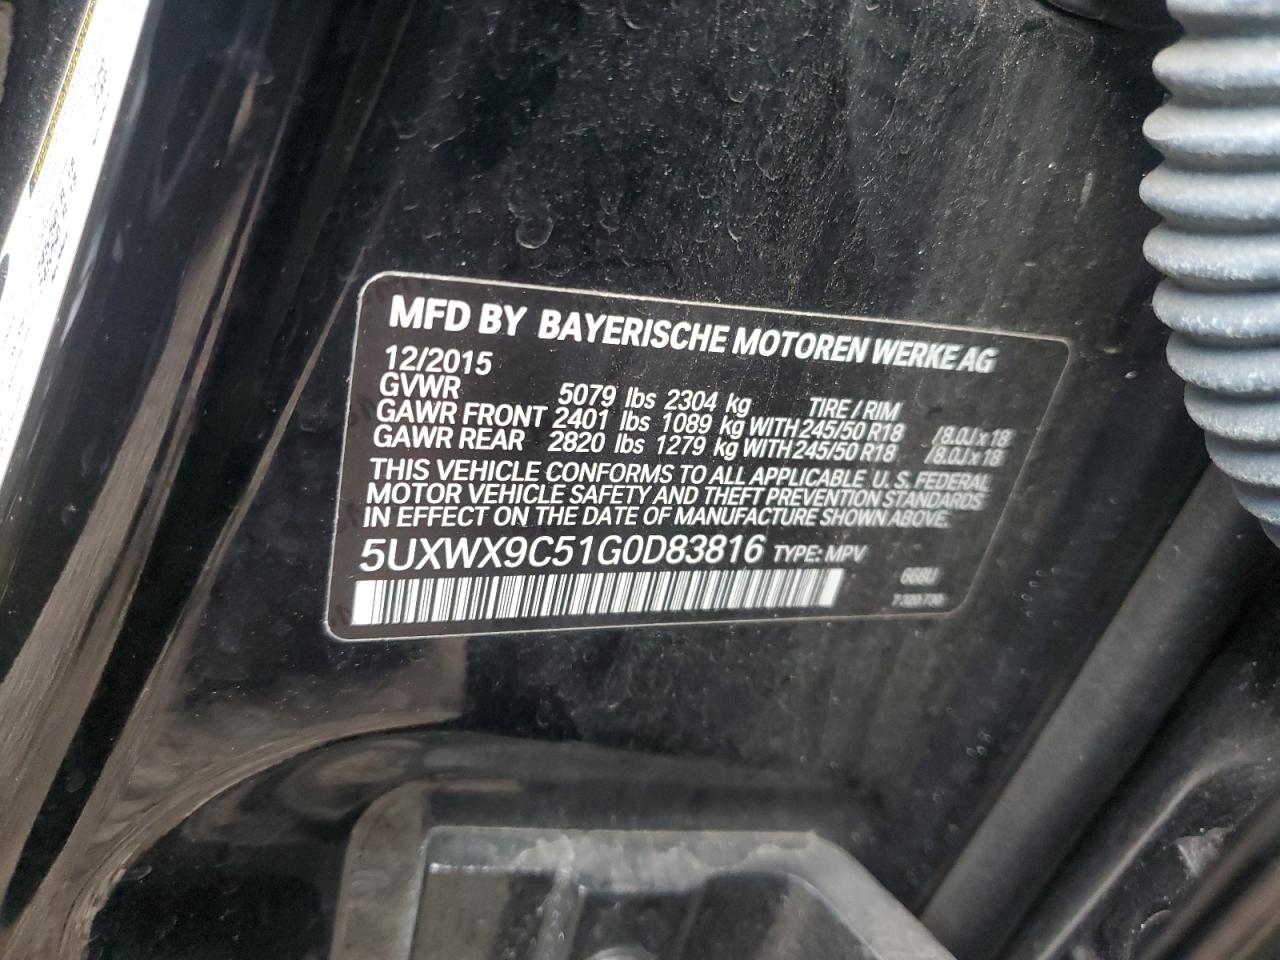 MFD BY BAYERISCHE MOTOREN WERKE AG
12/2015
GVWR 5079 lbs 2304 kg TIRE / RIM
GAWR FRONT 2401 lbs 1089 kg WITH 245/50 R18 /8.0J x 18
GAWR REAR 2820 lbs 1279 kg WITH 245/50 R18 /8.0J x 18
THIS VEHICLE CONFORMS TO ALL APPLICABLE U.S. FEDERAL
MOTOR VEHICLE SAFETY AND THEFT PREVENTION STANDARDS
IN EFFECT ON THE DATE OF MANUFACTURE SHOWN ABOVE.
5UXWX9C51G0D83816 TYPE: MPV
668U